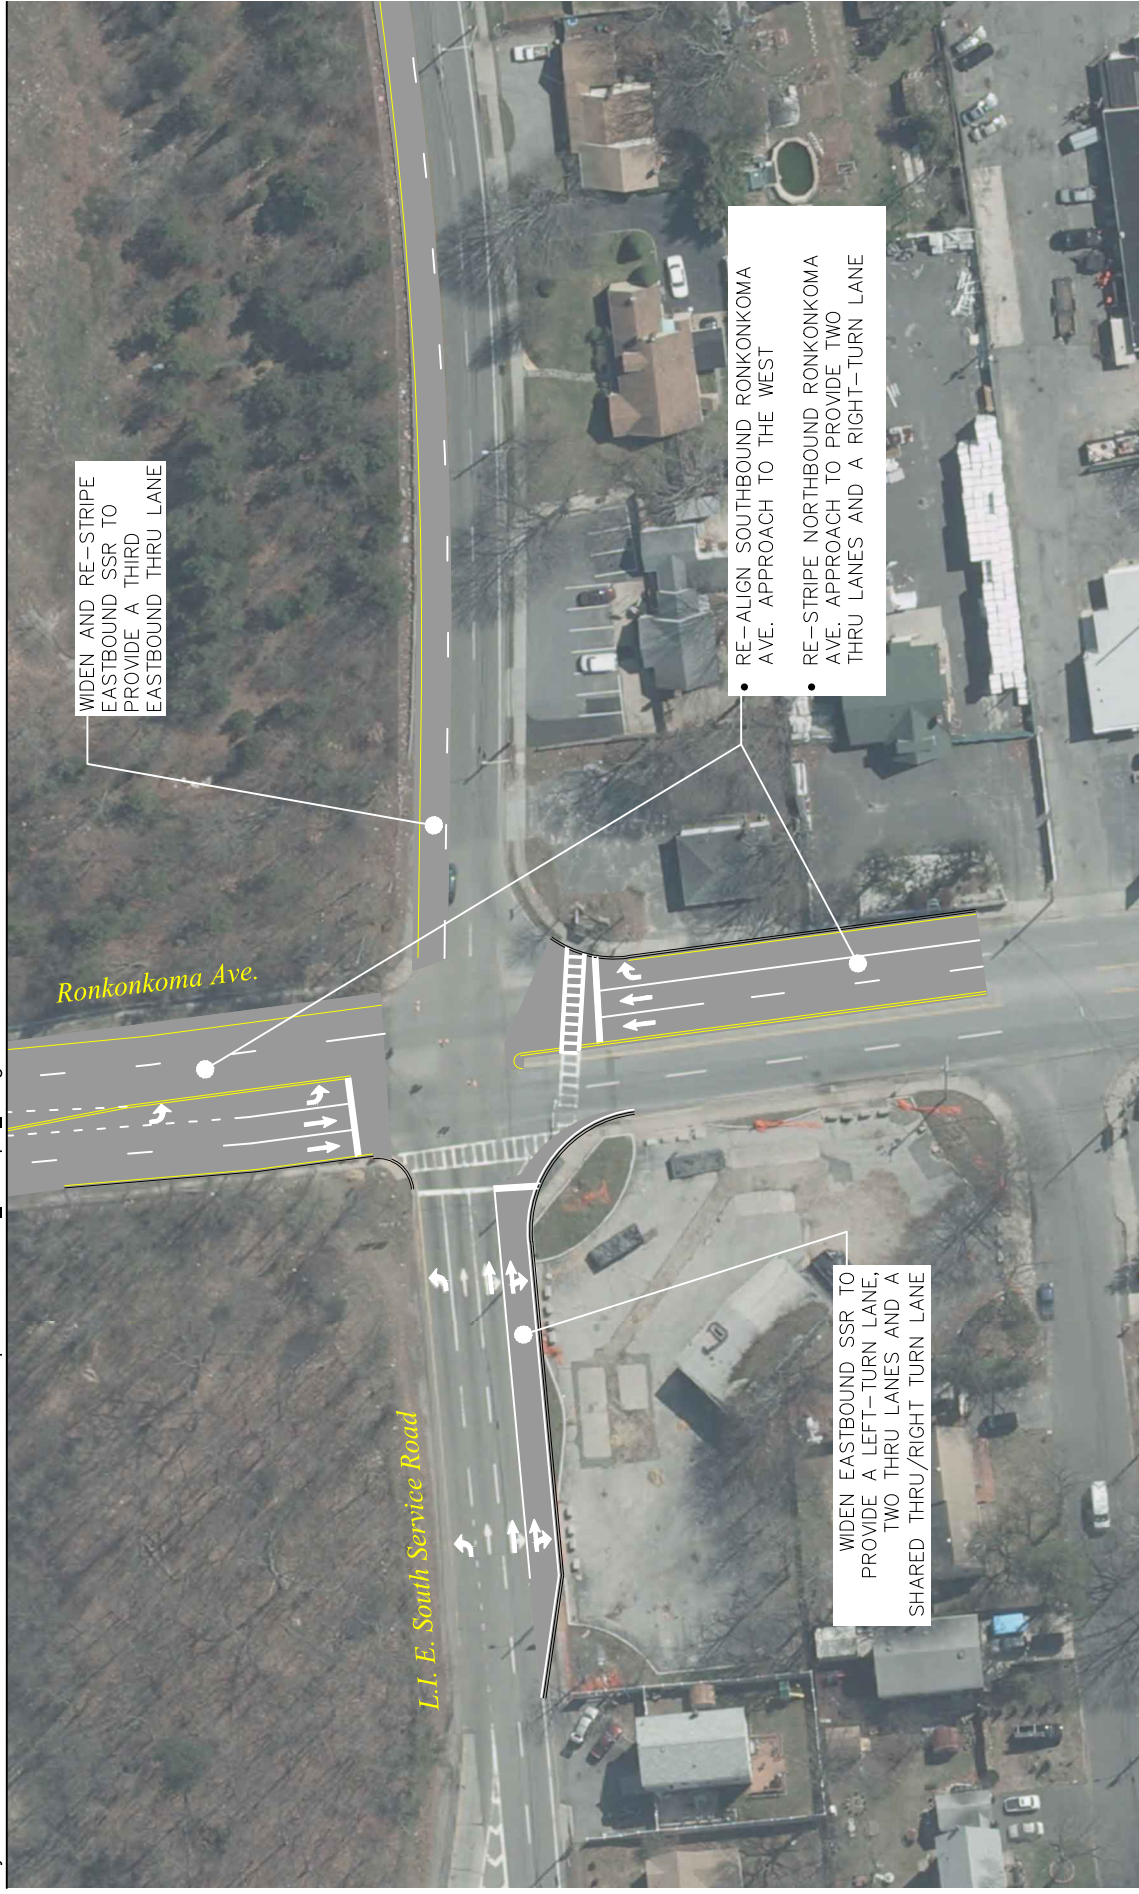 WIDEN AND RE-STRIPE
EASTBOUND SSR TO
PROVIDE A THIRD
EASTBOUND THRU LANE
Ronkonkoma Ave.
• RE-ALIGN SOUTHBOUND RONKONKOMA
AVE. APPROACH TO THE WEST
• RE-STRIPE NORTHBOUND RONKONKOMA
AVE. APPROACH TO PROVIDE TWO
THRU LANES AND A RIGHT-TURN LANE
L.I. E. South Service Road
WIDEN EASTBOUND SSR TO
PROVIDE A LEFT-TURN LANE,
TWO THRU LANES AND A
SHARED THRU/RIGHT TURN LANE